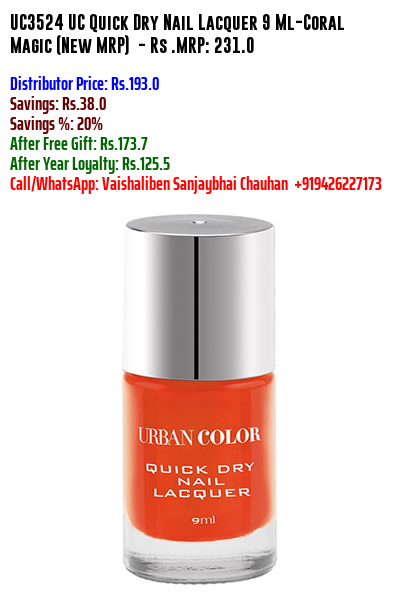 UC3524 UC Quick Dry Nail Lacquer 9 Ml-Coral
Magic (New MRP) - Rs .MRP: 231.0
Distributor Price: Rs.193.0
Savings: Rs.38.0
Savings %: 20%
After Free Gift: Rs.173.7
After Year Loyalty: Rs.125.5
Call/WhatsApp: Vaishaliben Sanjaybhai Chauhan +919426227173
URBAN COLOR
QUICK DRY
NAIL
LACQUER
9ml